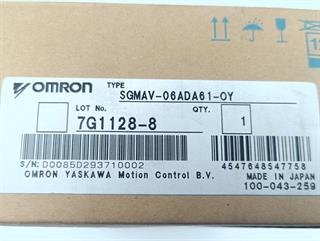 12
OMRON
TYPE
SGMAV-06ADA61-OY
LOT No.
7G1128-8
QTY.
1
S/N: D0085D293710002
4547648547758
OMRON YASKAWA Motion Control B.V.
MADE IN JAPAN
100-043-259